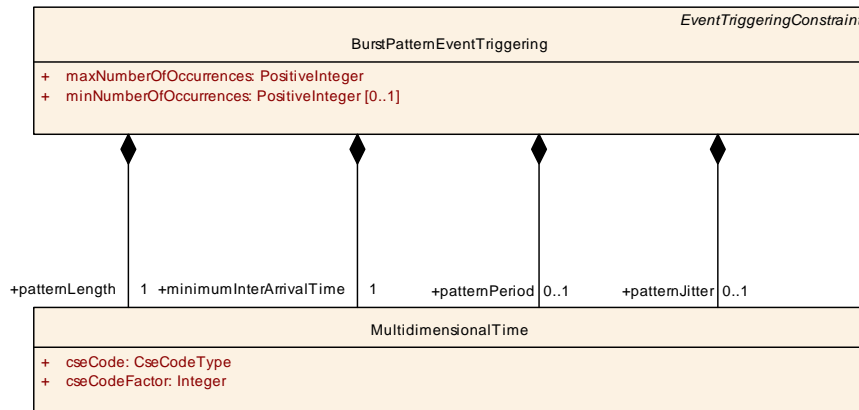 EventTriggeringConstraint
BurstPatternEventTriggering
+ maxNumberOfOccurrences: PositiveInteger
+ minNumberOfOccurrences: PositiveInteger [0..1]
+patternLength 1 +minimumInterArrivalTime 1 +patternPeriod 0..1 +patternJitter 0..1
MultidimensionalTime
+ cseCode: CseCodeType
+ cseCodeFactor: Integer